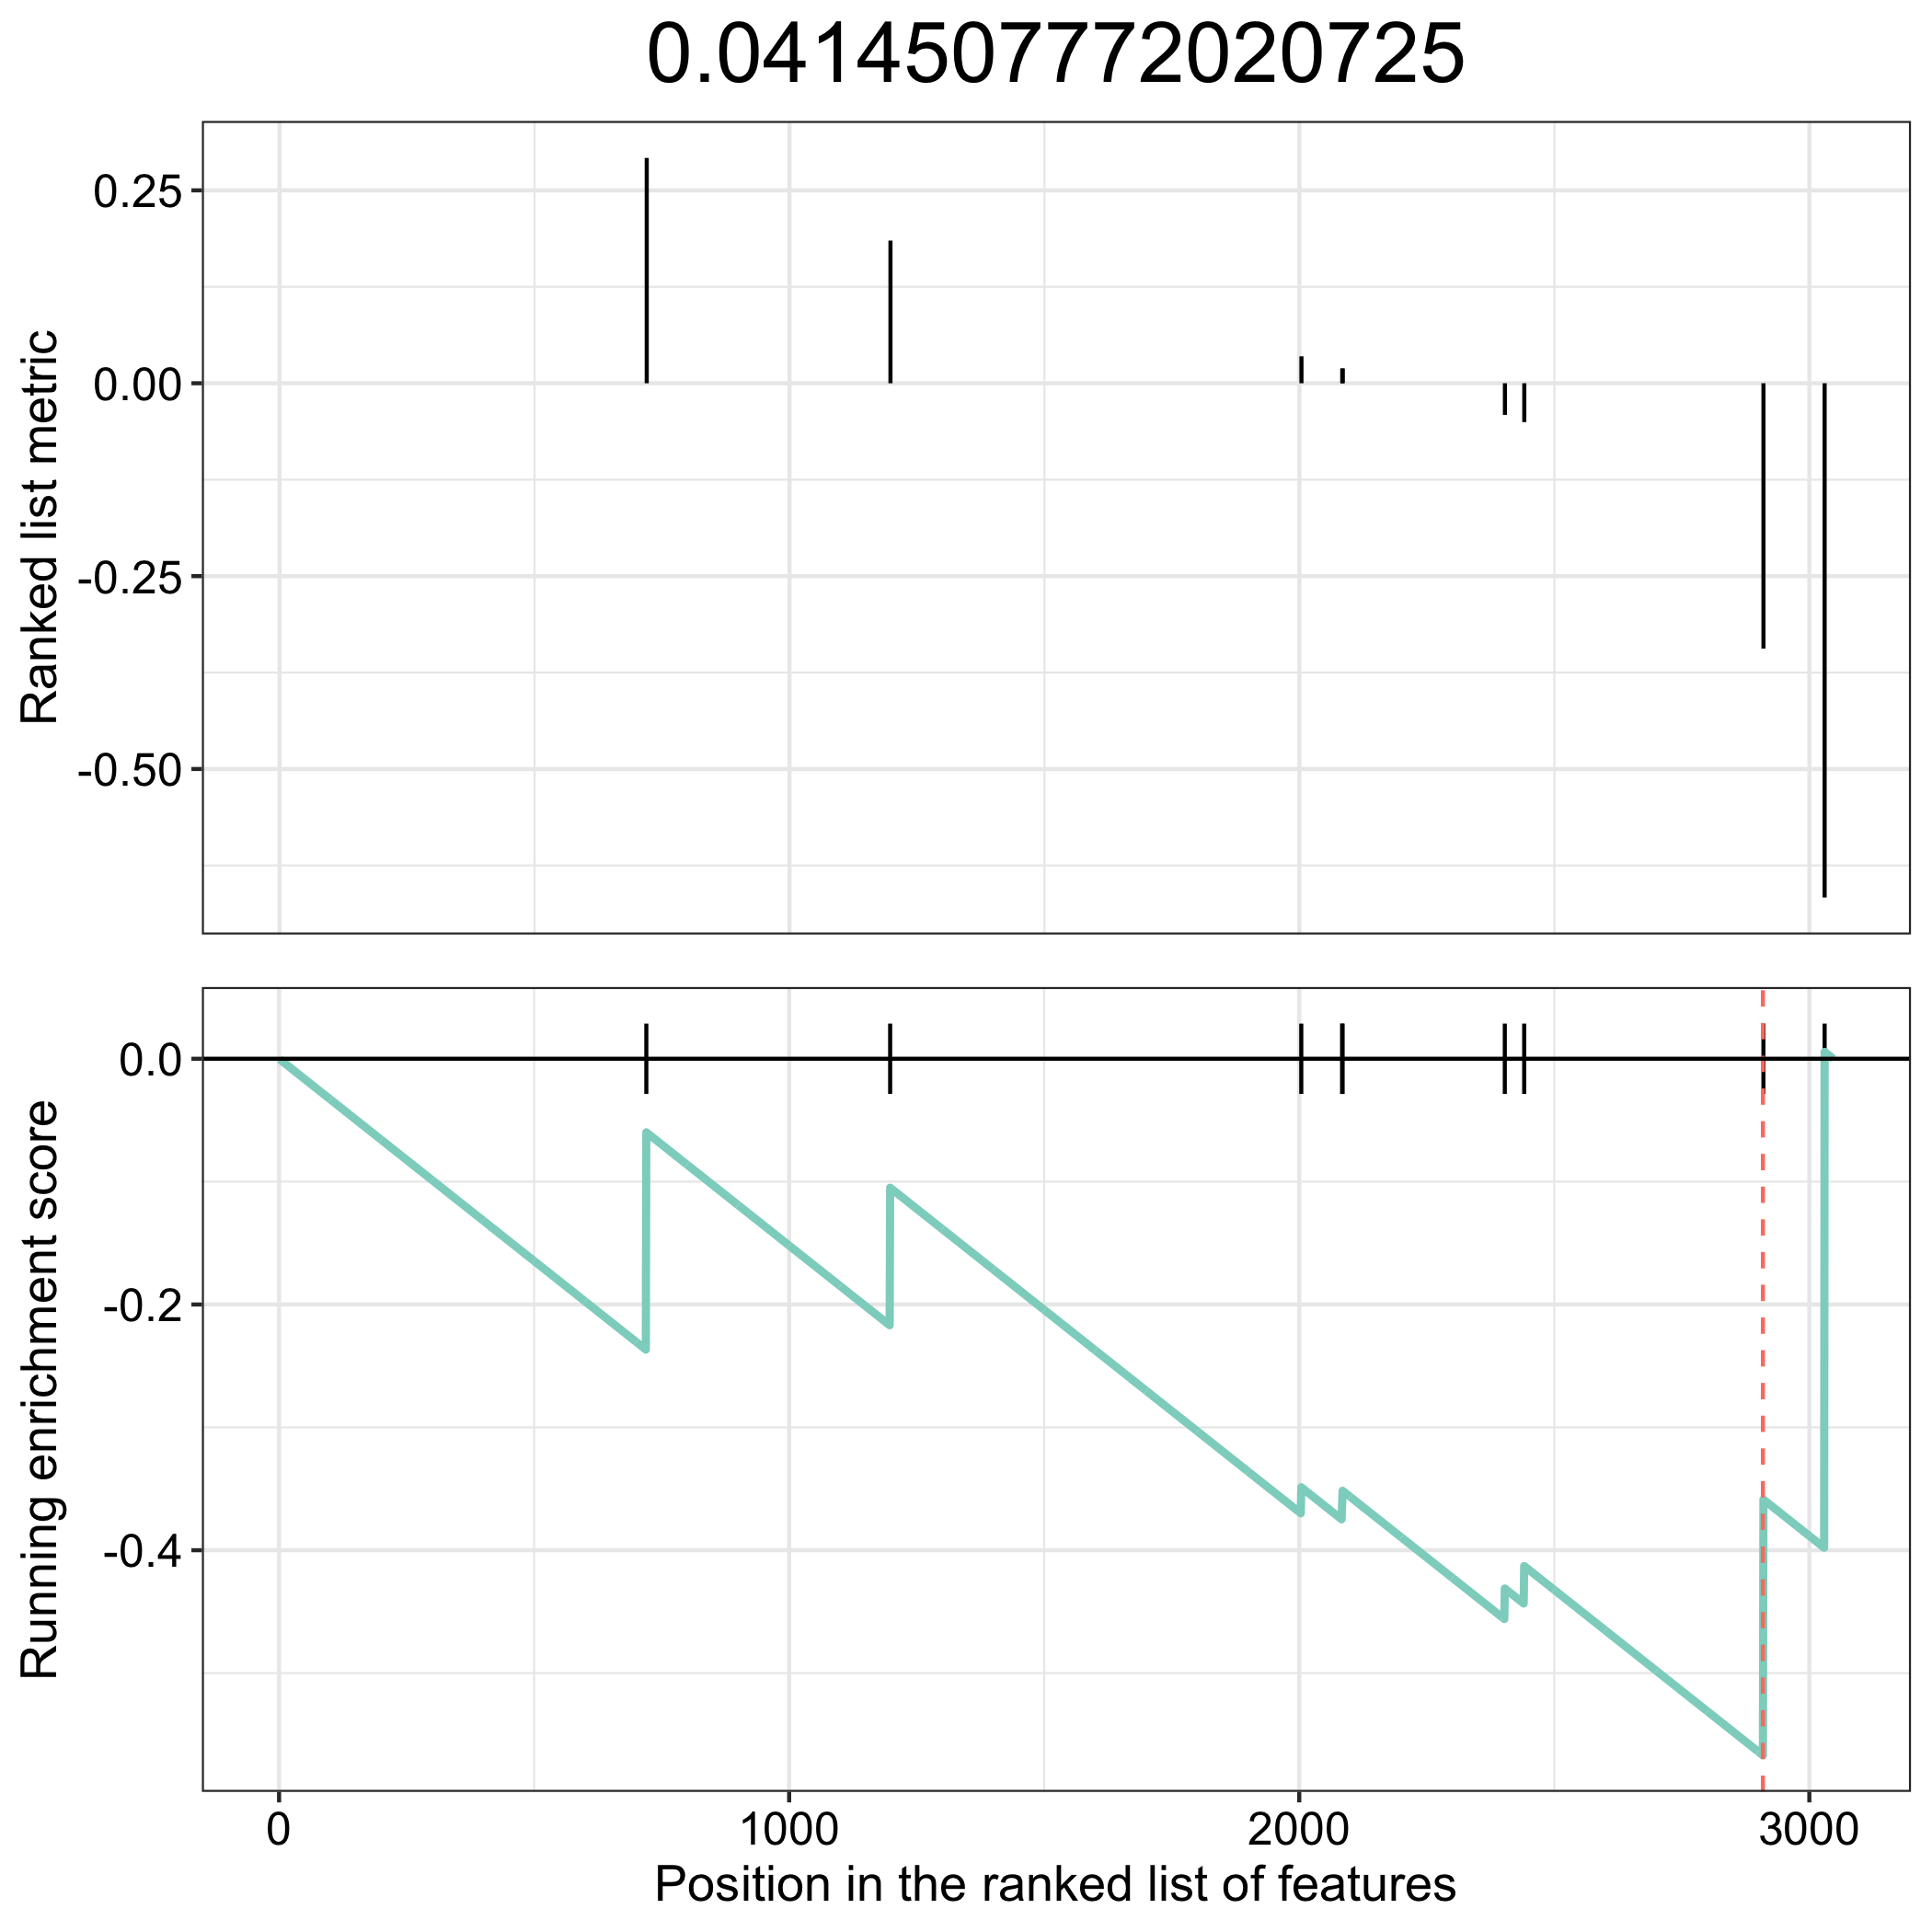 0.0414507772020725
Ranked list metric
0.25
0.00
-0.25
-0.50
Running enrichment score
0.0
-0.2
-0.4
0 1000 2000 3000
Position in the ranked list of features